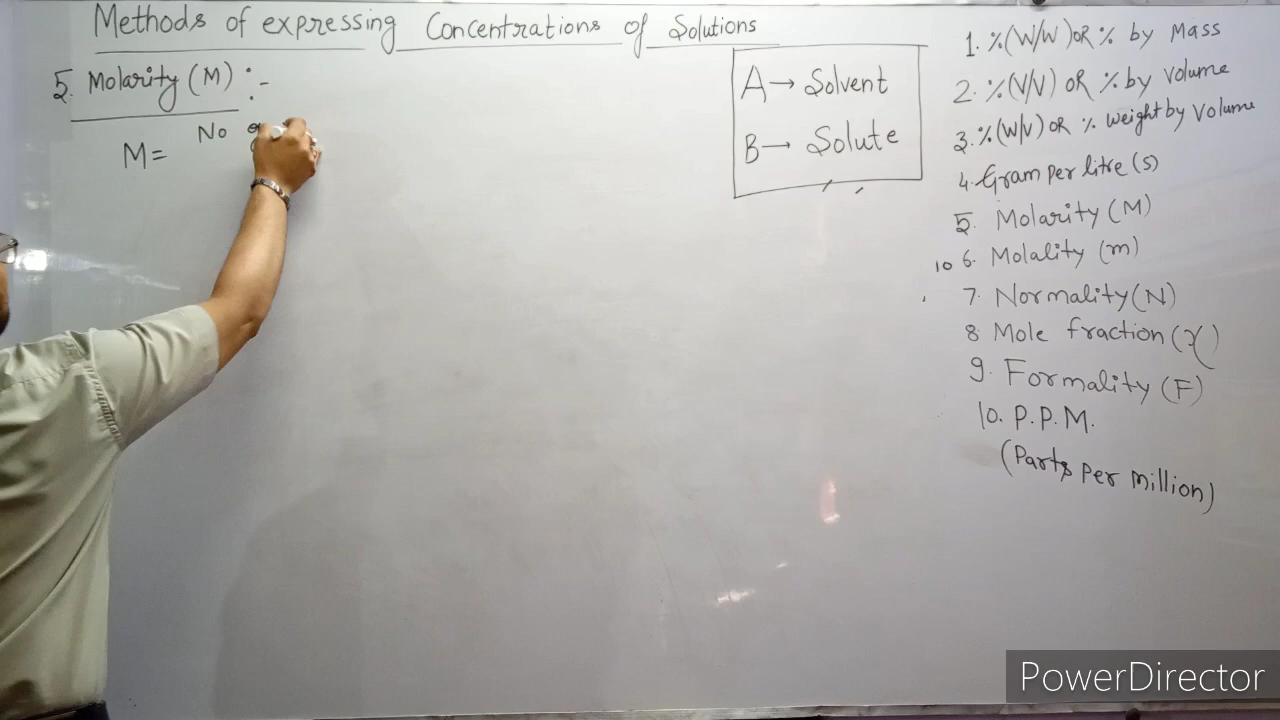 Methods of expressing Concentrations of Solutions
5. Molarity (M) :-
M= No
A→ Solvent
B→ Solute
1. %(W/W) OR % by Mass
2. %(V/V) OR % by Volume
3. %(W/V) OR % weight by Volume
4. Gram per litre (S)
5. Molarity (M)
10 6. Molality (m)
7. Normality (N)
8 Mole fraction (χ)
9. Formality (F)
10. P.P.M.
(Parts Per million)
PowerDirector